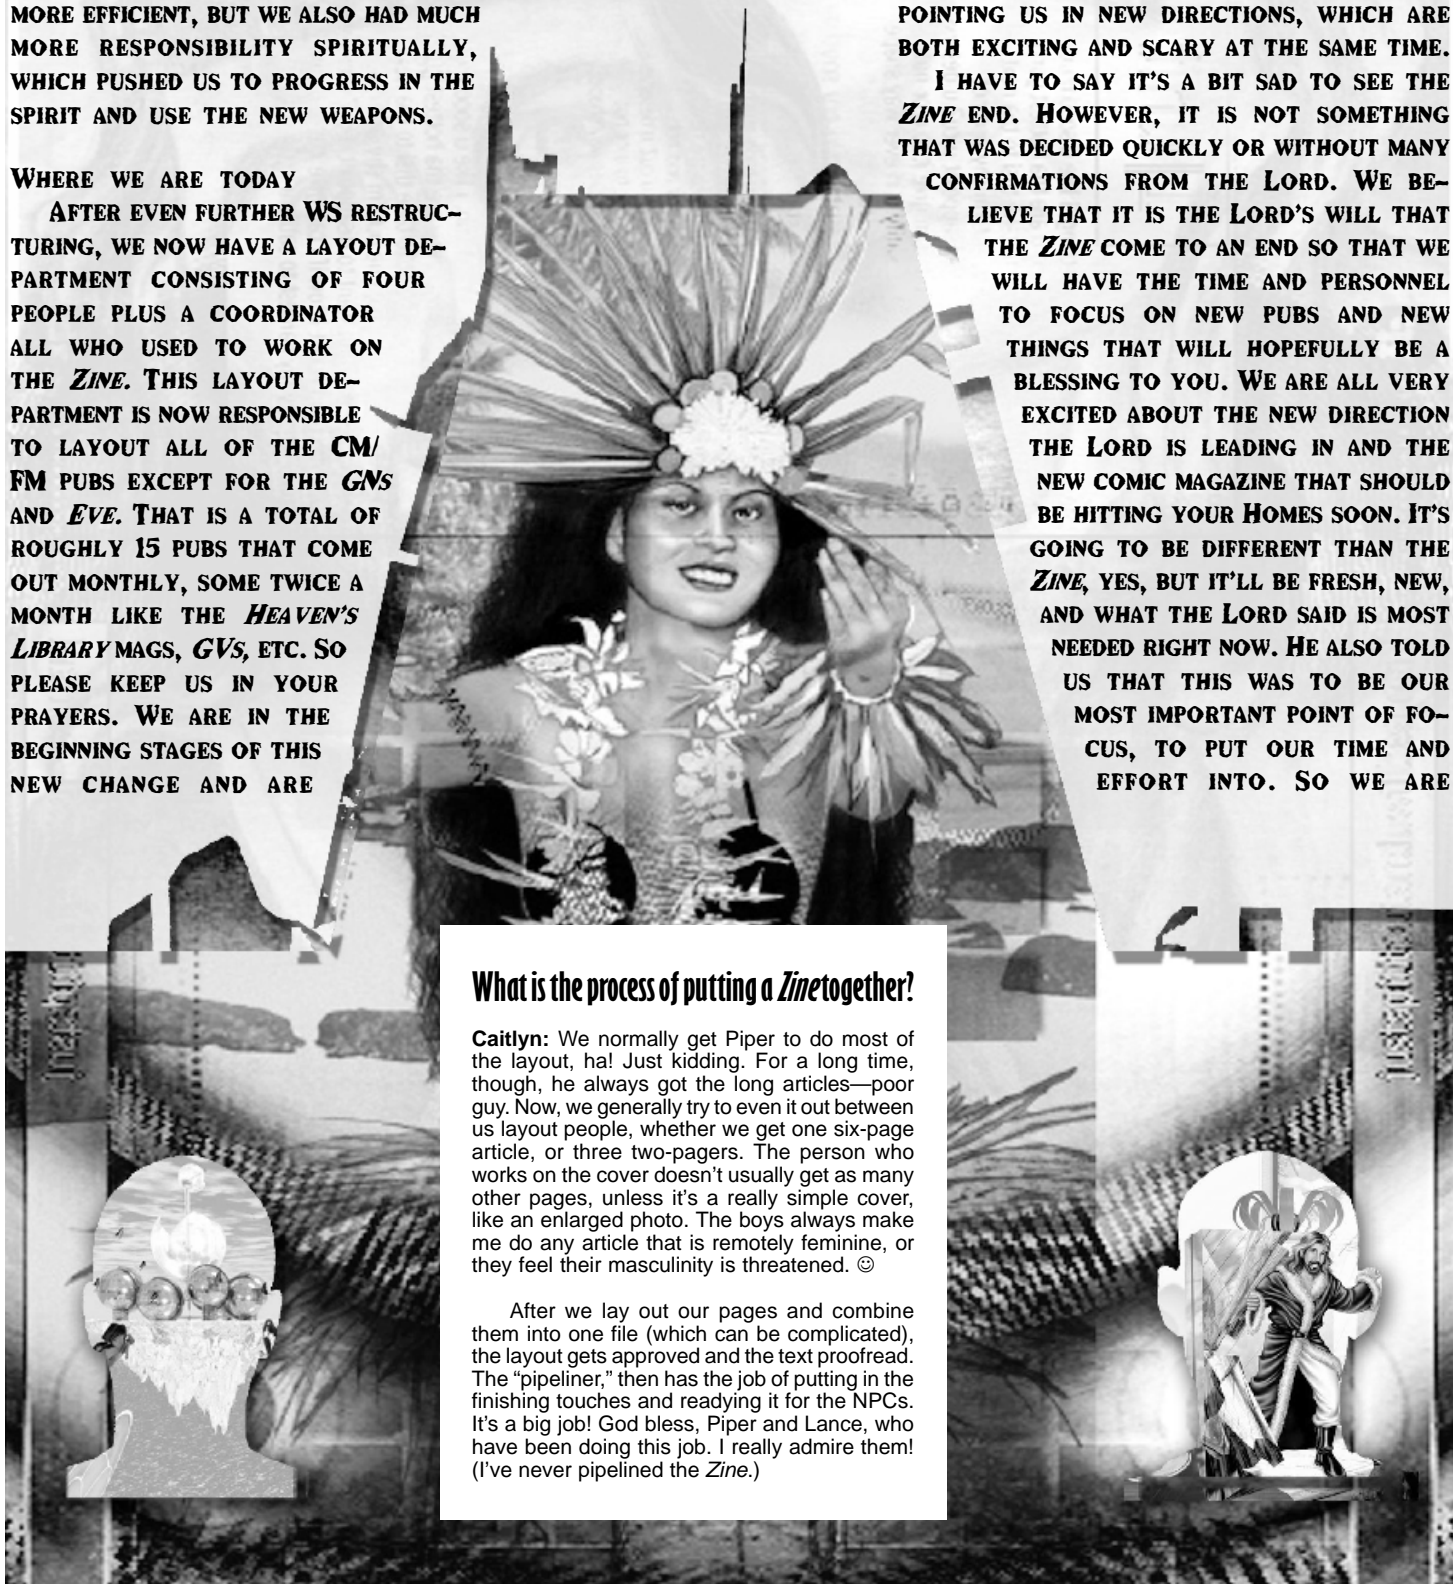 MORE EFFICIENT, BUT WE ALSO HAD MUCH
MORE RESPONSIBILITY SPIRITUALLY,
WHICH PUSHED US TO PROGRESS IN THE
SPIRIT AND USE THE NEW WEAPONS.
WHERE WE ARE TODAY
AFTER EVEN FURTHER WS RESTRUC-
TURING, WE NOW HAVE A LAYOUT DE-
PARTMENT CONSISTING OF FOUR
PEOPLE PLUS A COORDINATOR
ALL WHO USED TO WORK ON
THE ZINE. THIS LAYOUT DE-
PARTMENT IS NOW RESPONSIBLE
TO LAYOUT ALL OF THE CM/
FM PUBS EXCEPT FOR THE GNS
AND EVE. THAT IS A TOTAL OF
ROUGHLY 15 PUBS THAT COME
OUT MONTHLY, SOME TWICE A
MONTH LIKE THE HEAVEN'S
LIBRARY MAGS, GVS, ETC. SO
PLEASE KEEP US IN YOUR
PRAYERS. WE ARE IN THE
BEGINNING STAGES OF THIS
NEW CHANGE AND ARE
POINTING US IN NEW DIRECTIONS, WHICH ARE
BOTH EXCITING AND SCARY AT THE SAME TIME.
I HAVE TO SAY IT'S A BIT SAD TO SEE THE
ZINE END. HOWEVER, IT IS NOT SOMETHING
THAT WAS DECIDED QUICKLY OR WITHOUT MANY
CONFIRMATIONS FROM THE LORD. WE BE-
LIEVE THAT IT IS THE LORD'S WILL THAT
THE ZINE COME TO AN END SO THAT WE
WILL HAVE THE TIME AND PERSONNEL
TO FOCUS ON NEW PUBS AND NEW
THINGS THAT WILL HOPEFULLY BE A
BLESSING TO YOU. WE ARE ALL VERY
EXCITED ABOUT THE NEW DIRECTION
THE LORD IS LEADING IN AND THE
NEW COMIC MAGAZINE THAT SHOULD
BE HITTING YOUR HOMES SOON. IT'S
GOING TO BE DIFFERENT THAN THE
ZINE, YES, BUT IT'LL BE FRESH, NEW,
AND WHAT THE LORD SAID IS MOST
NEEDED RIGHT NOW. HE ALSO TOLD
US THAT THIS WAS TO BE OUR
MOST IMPORTANT POINT OF FO-
CUS, TO PUT OUR TIME AND
EFFORT INTO. SO WE ARE
What is the process of putting a Zine together?
Caitlyn: We normally get Piper to do most of
the layout, ha! Just kidding. For a long time,
though, he always got the long articles—poor
guy. Now, we generally try to even it out between
us layout people, whether we get one six-page
article, or three two-pagers. The person who
works on the cover doesn't usually get as many
other pages, unless it's a really simple cover,
like an enlarged photo. The boys always make
me do any article that is remotely feminine, or
they feel their masculinity is threatened. ☺
After we lay out our pages and combine
them into one file (which can be complicated),
the layout gets approved and the text proofread.
The “pipeliner,” then has the job of putting in the
finishing touches and readying it for the NPCs.
It's a big job! God bless, Piper and Lance, who
have been doing this job. I really admire them!
(I've never pipelined the Zine.)